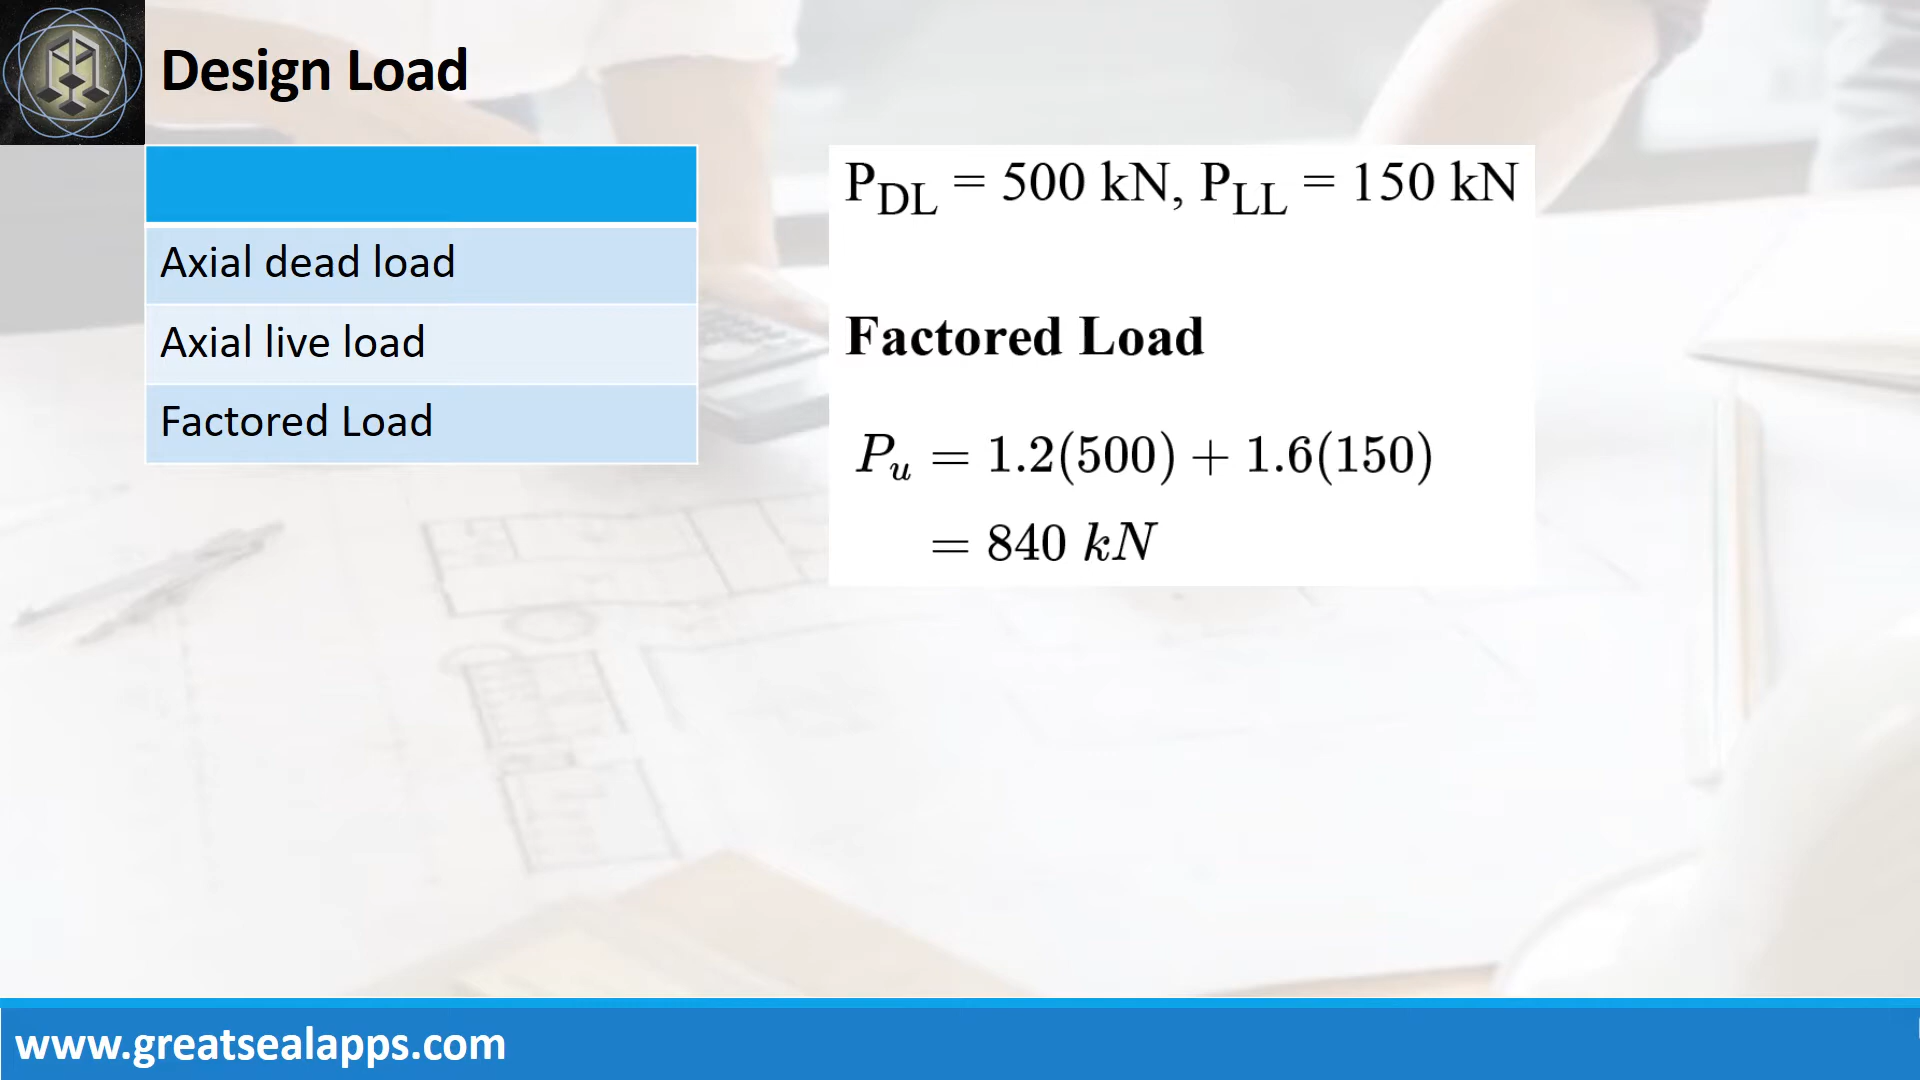 Design Load
Axial dead load
Axial live load
Factored Load
P_DL = 500 kN, P_LL = 150 kN
Factored Load
P_u = 1.2(500) + 1.6(150)
= 840 kN
www.greatsealapps.com